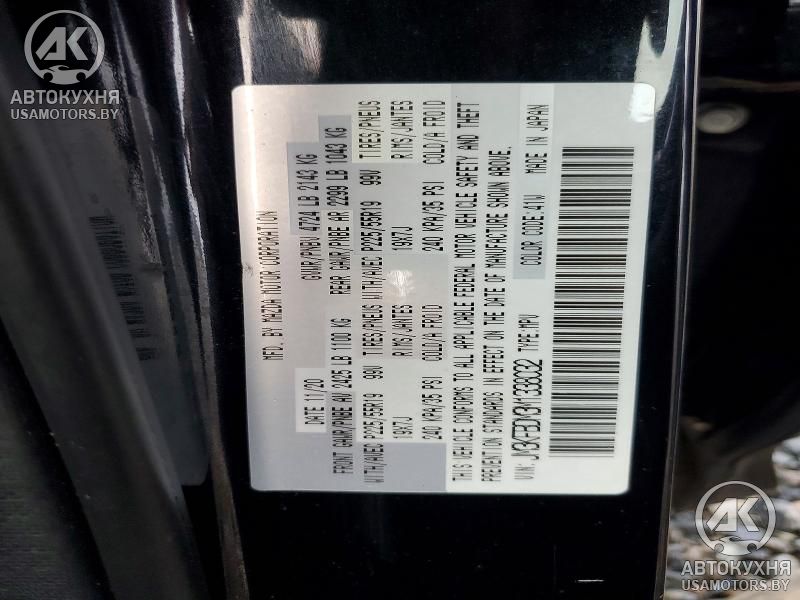 AK
АВТОКУХНЯ
USAMOTORS.BY
MFD. BY MAZDA MOTOR CORPORATION
DATE 11/20 GVWR/PNBV 4724 LB 2143 KG
FRONT GAWR/PNBE AV 2425 LB 1100 KG REAR GAWR/PNBE AR 2299 LB 1043 KG
WITH/AVEC P225/55R19 98V TIRES/PNEUS WITH/AVEC P225/55R19 98V TIRES/PNEUS
19X7J RIMS/JANTES 19X7J RIMS/JANTES
240 KPA/35 PSI COLD/A FROID 240 KPA/35 PSI COLD/A FROID
THIS VEHICLE CONFORMS TO ALL APPLICABLE FEDERAL MOTOR VEHICLE SAFETY AND THEFT
PREVENTION STANDARDS IN EFFECT ON THE DATE OF MANUFACTURE SHOWN ABOVE.
VIN: TYPE:MPV COLOR CODE:41W MADE IN JAPAN
AK
АВТОКУХНЯ
USAMOTORS.BY